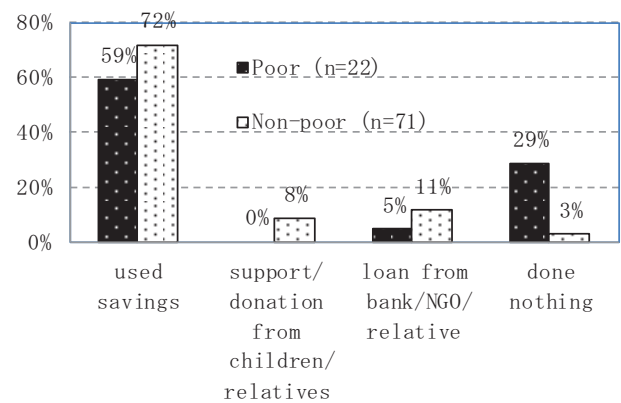 80%
60%
40%
20%
0%
59%
72%
0%
8%
5%
11%
29%
3%
Poor (n=22)
Non-poor (n=71)
used
savings
support/
donation
from
children/
relatives
loan from
bank/NGO/
relative
done
nothing